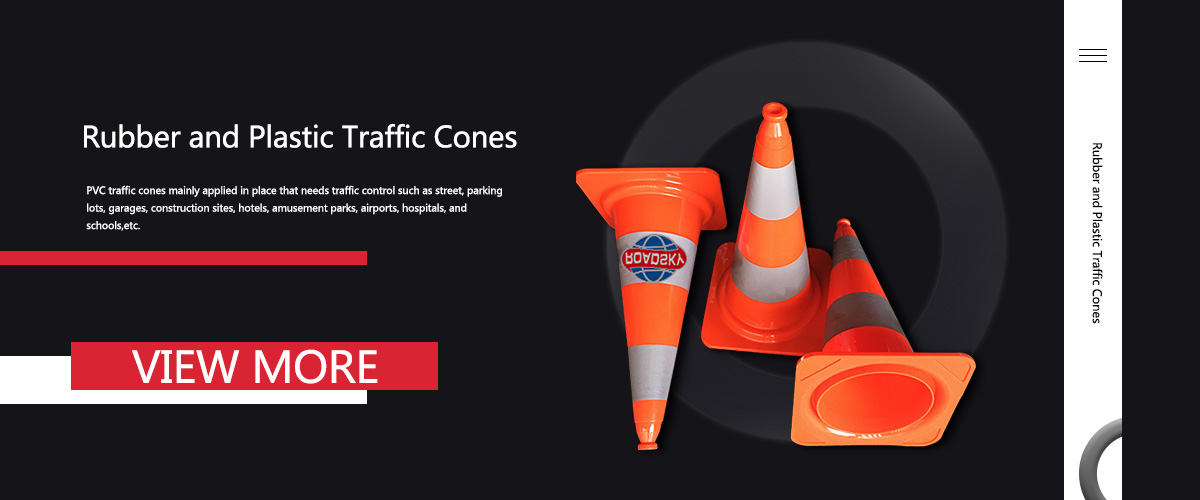 Rubber and Plastic Traffic Cones
PVC traffic cones mainly applied in place that needs traffic control such as street, parking
lots, garages, construction sites, hotels, amusement parks, airports, hospitals, and
schools,etc.
VIEW MORE
ROADSKY
Rubber and Plastic Traffic Cones